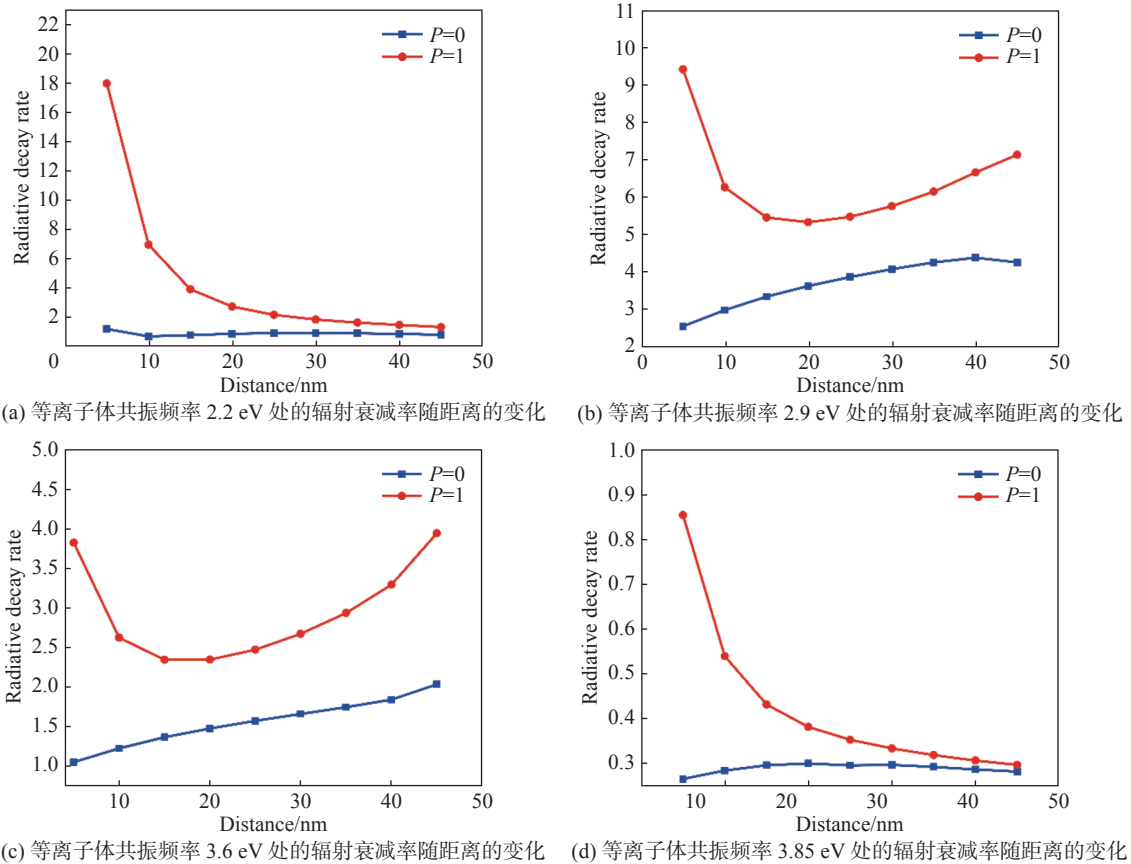 22
20
18
16
14
12
10
8
6
4
2
0
Radiative decay rate
P=0
P=1
10 20 30 40 50
Distance/nm
(a) 等离子体共振频率 2.2 eV 处的辐射衰减率随距离的变化
11
10
9
8
7
6
5
4
3
2
Radiative decay rate
P=0
P=1
0 10 20 30 40 50
Distance/nm
(b) 等离子体共振频率 2.9 eV 处的辐射衰减率随距离的变化
5.0
4.5
4.0
3.5
3.0
2.5
2.0
1.5
1.0
Radiative decay rate
P=0
P=1
10 20 30 40 50
Distance/nm
(c) 等离子体共振频率 3.6 eV 处的辐射衰减率随距离的变化
1.0
0.9
0.8
0.7
0.6
0.5
0.4
0.3
Radiative decay rate
P=0
P=1
10 20 30 40 50
Distance/nm
(d) 等离子体共振频率 3.85 eV 处的辐射衰减率随距离的变化